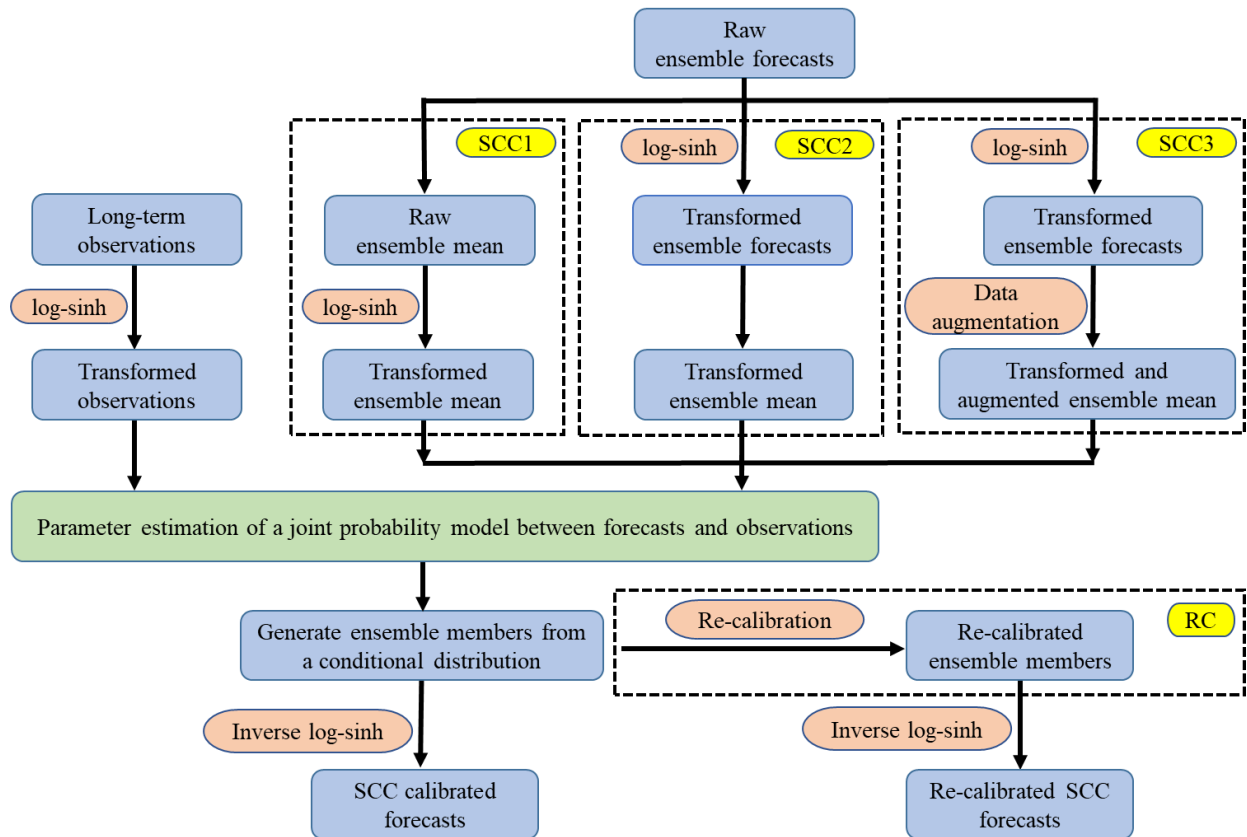 Raw
ensemble forecasts
SCC1
log-sinh
SCC2
log-sinh
SCC3
Long-term
observations
Raw
ensemble mean
Transformed
ensemble forecasts
Transformed
ensemble forecasts
log-sinh
log-sinh
Data
augmentation
Transformed
observations
Transformed
ensemble mean
Transformed
ensemble mean
Transformed and
augmented ensemble mean
Parameter estimation of a joint probability model between forecasts and observations
Generate ensemble members from
a conditional distribution
Re-calibration
Re-calibrated
ensemble members
RC
Inverse log-sinh
Inverse log-sinh
SCC calibrated
forecasts
Re-calibrated SCC
forecasts